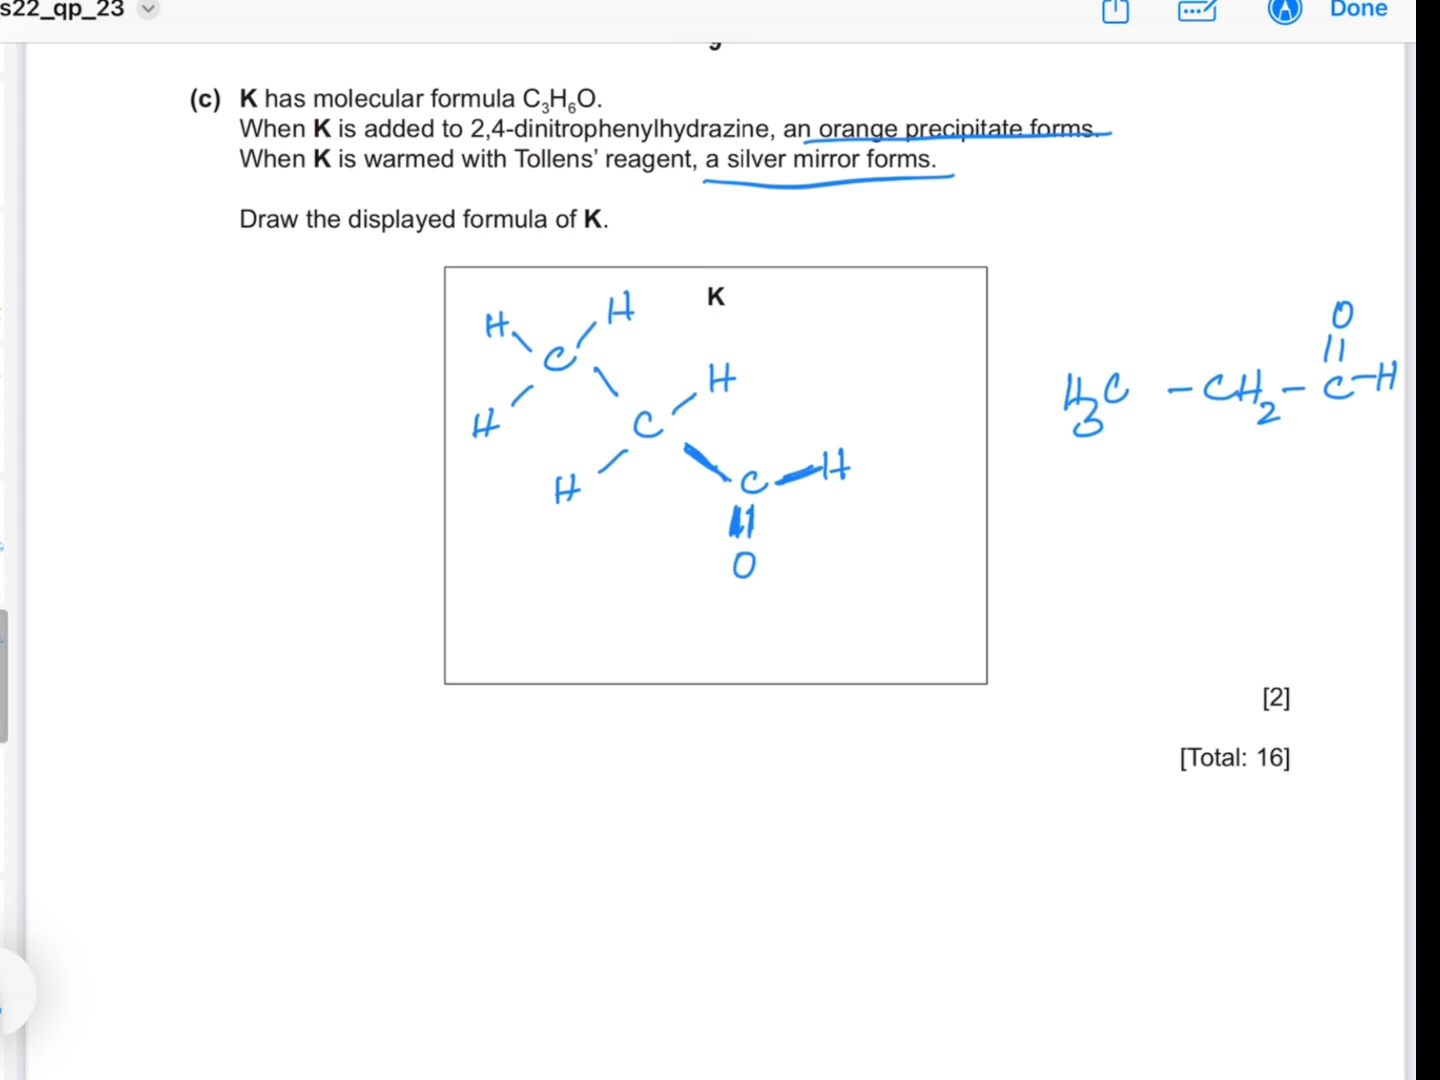 s22_qp_23
Done
(c) K has molecular formula C₃H₆O.
When K is added to 2,4-dinitrophenylhydrazine, an orange precipitate forms.
When K is warmed with Tollens' reagent, a silver mirror forms.
Draw the displayed formula of K.
K
H H
C
H
H
C
H
C H
O
O
H₃C - CH₂ - C - H
[2]
[Total: 16]